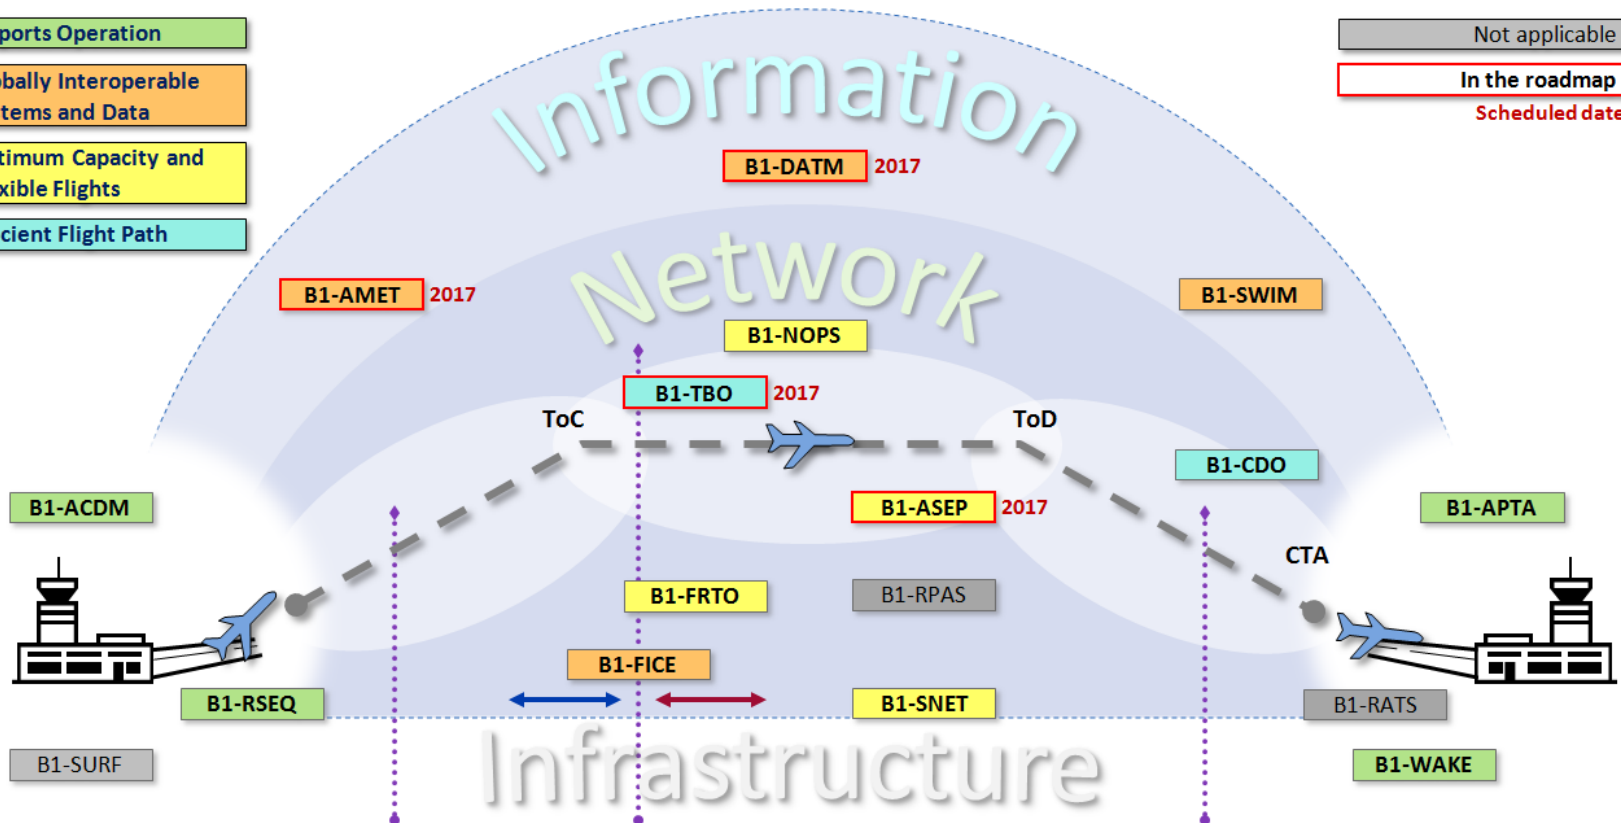 ports Operation
bally Interoperable
tems and Data
timum Capacity and
xible Flights
cient Flight Path
Not applicable
In the roadmap
Scheduled date
Information
B1-DATM 2017
Network
B1-AMET 2017
B1-SWIM
B1-NOPS
B1-TBO 2017
ToC
ToD
B1-CDO
B1-ACDM
B1-ASEP 2017
B1-APTA
CTA
B1-FRTO
B1-RPAS
B1-FICE
B1-RSEQ
B1-SNET
B1-RATS
Infrastructure
B1-SURF
B1-WAKE